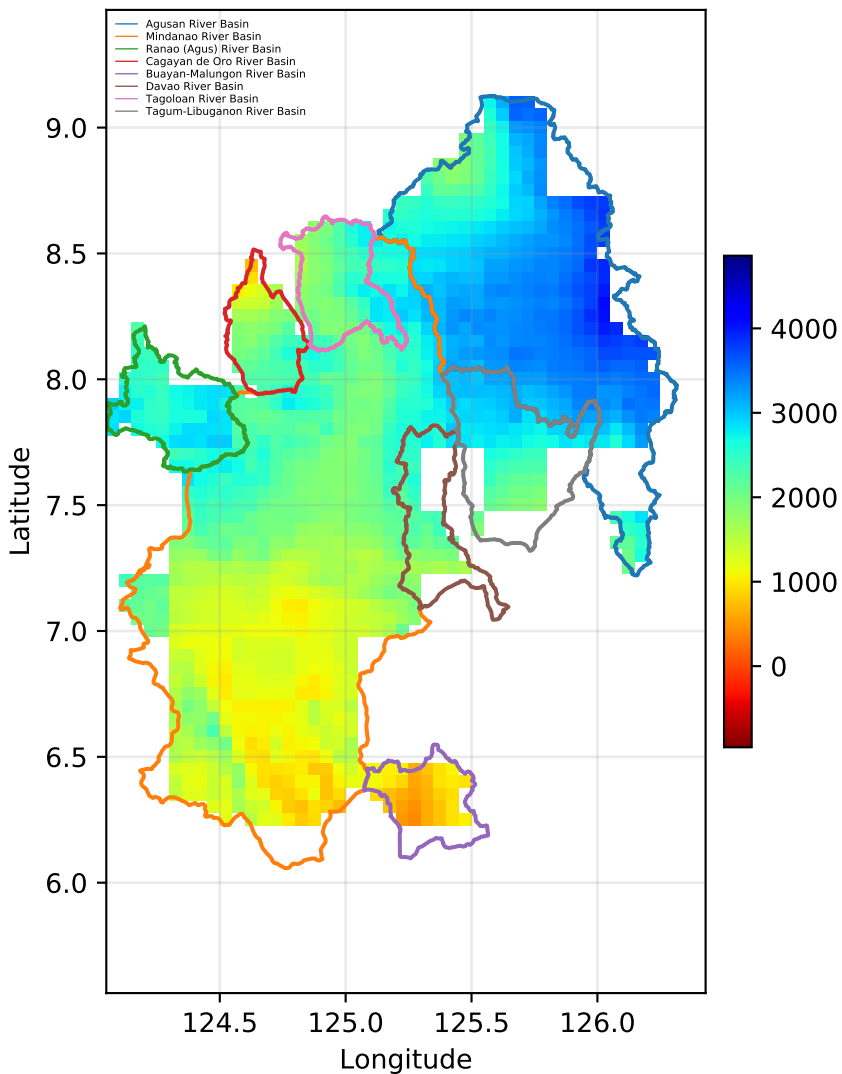 Agusan River Basin
Mindanao River Basin
Ranao (Agus) River Basin
Cagayan de Oro River Basin
Buayan-Malungon River Basin
Davao River Basin
Tagoloan River Basin
Tagum-Libuganon River Basin
9.0
8.5
8.0
7.5
7.0
6.5
6.0
Latitude
124.5 125.0 125.5 126.0
Longitude
4000
3000
2000
1000
0